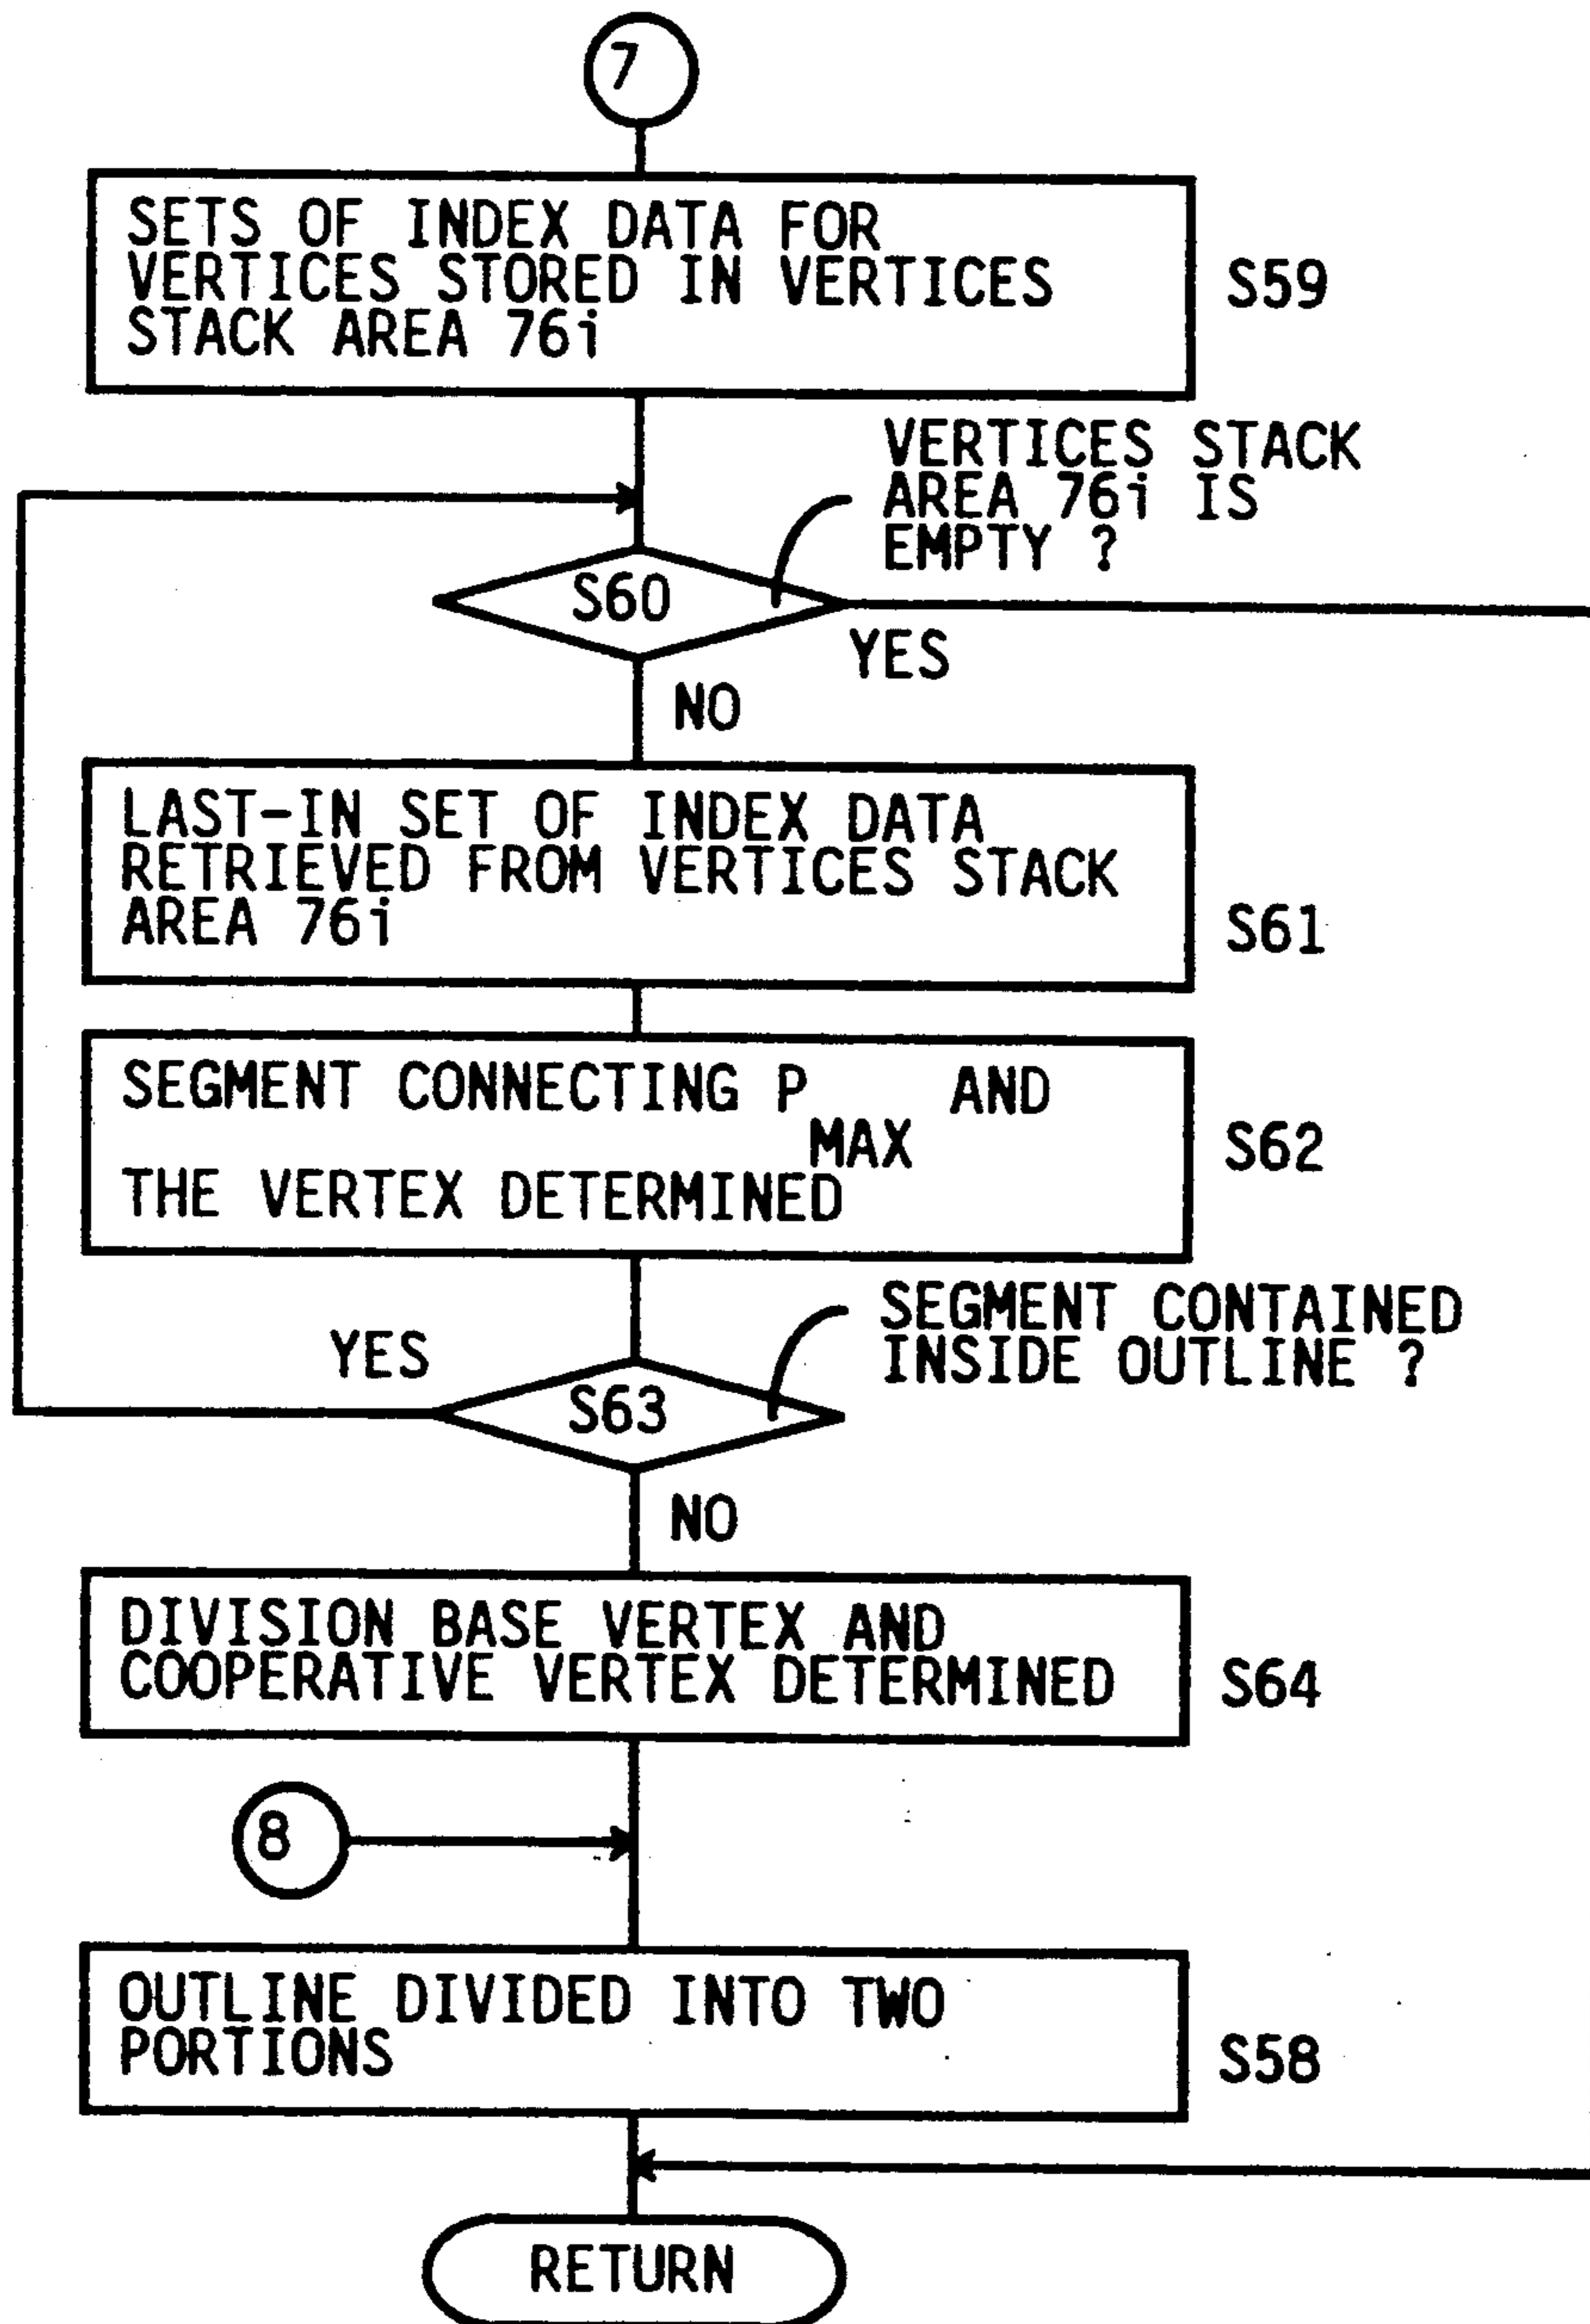 7
SETS OF INDEX DATA FOR
VERTICES STORED IN VERTICES
STACK AREA 76i
S59
VERTICES STACK
AREA 76i IS
EMPTY ?
S60
YES
NO
LAST-IN SET OF INDEX DATA
RETRIEVED FROM VERTICES STACK
AREA 76i
S61
SEGMENT CONNECTING P MAX AND
THE VERTEX DETERMINED
S62
SEGMENT CONTAINED
INSIDE OUTLINE ?
YES
S63
NO
DIVISION BASE VERTEX AND
COOPERATIVE VERTEX DETERMINED
S64
8
OUTLINE DIVIDED INTO TWO
PORTIONS
S58
RETURN